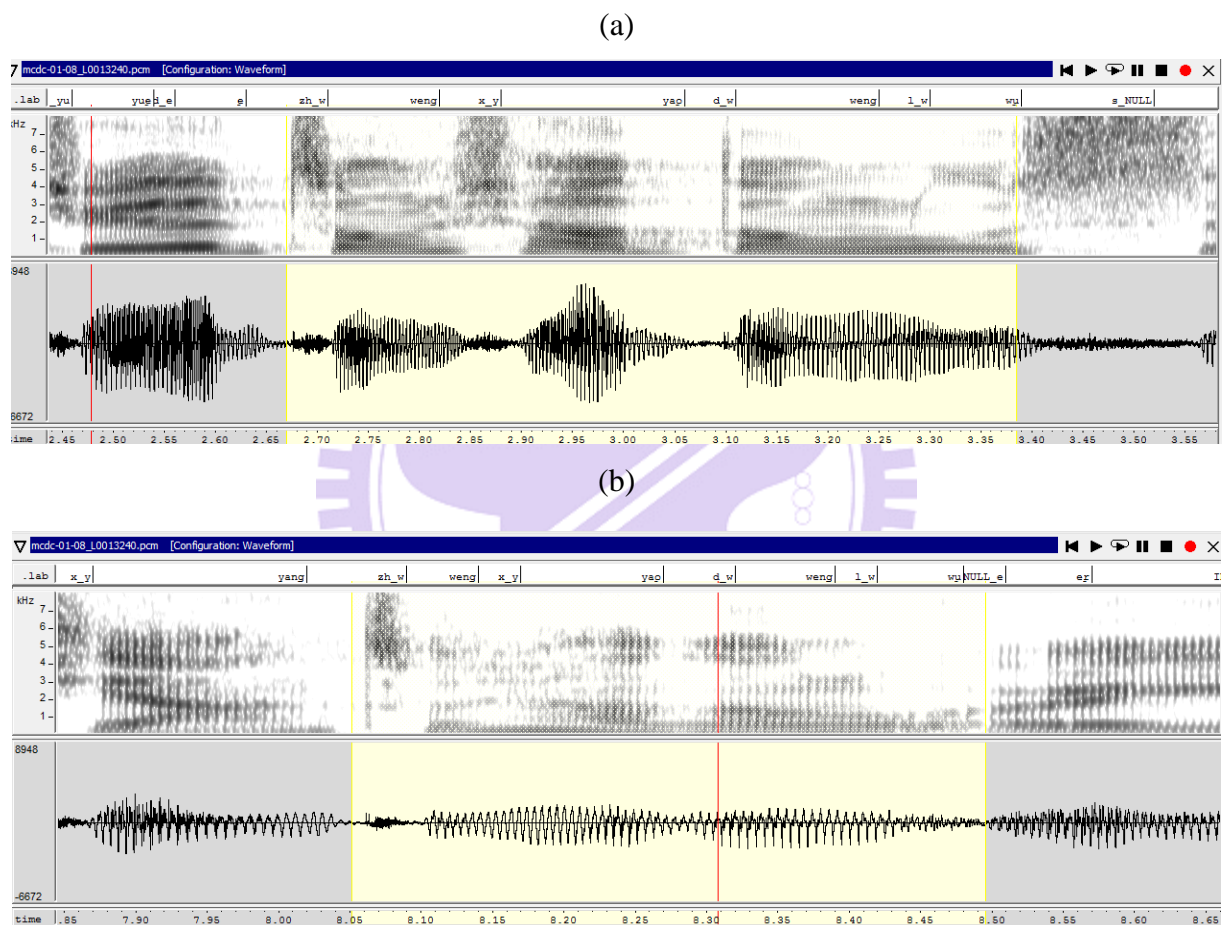 (a)
mcdc-01-08_L0013240.pcm [Configuration: Waveform]
.lab _yu yue d_e e zh_w weng x_y yao d_w weng l_w wu s_NULL
kHz
7
6
5
4
3
2
1
8948
6672
time 2.45 2.50 2.55 2.60 2.65 2.70 2.75 2.80 2.85 2.90 2.95 3.00 3.05 3.10 3.15 3.20 3.25 3.30 3.35 3.40 3.45 3.50 3.55
(b)
mcdc-01-08_L0013240.pcm [Configuration: Waveform]
.lab x_y yang zh_w weng x_y yao d_w weng l_w wu NULL_e er
kHz
7
6
5
4
3
2
1
8948
-6672
time .85 7.90 7.95 8.00 8.05 8.10 8.15 8.20 8.25 8.30 8.35 8.40 8.45 8.50 8.55 8.60 8.65